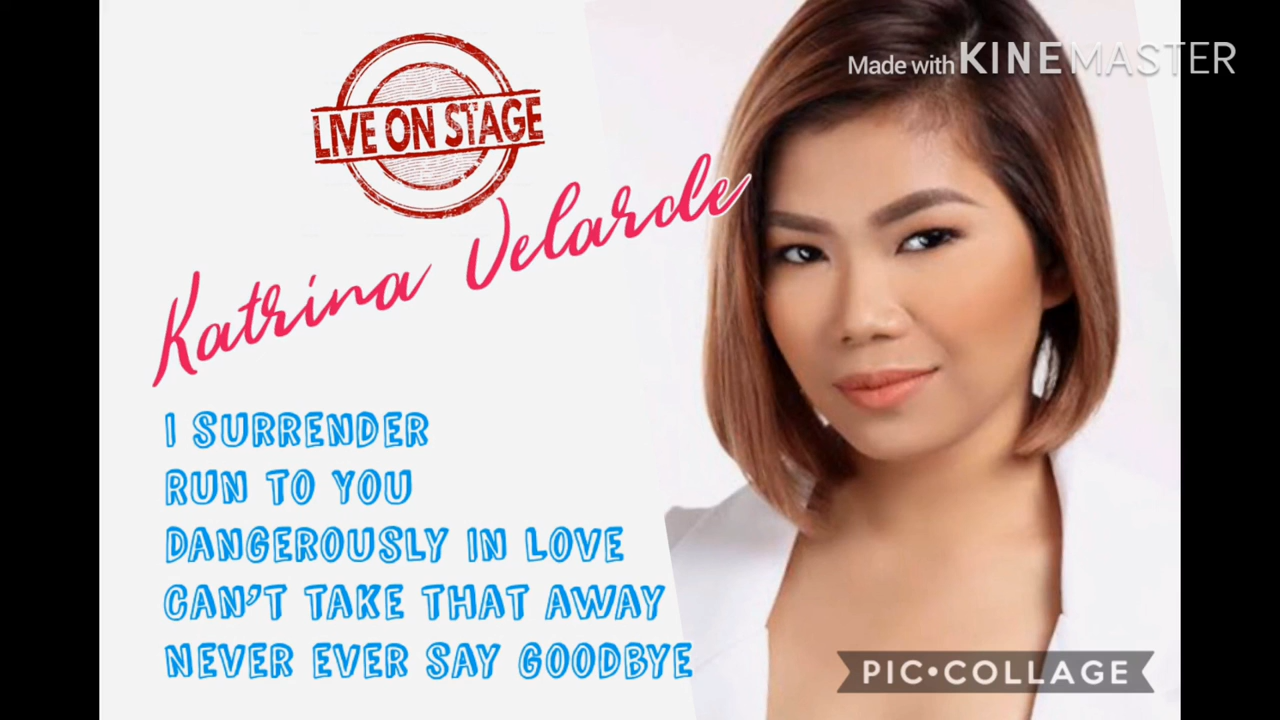 Made with KINEMASTER
LIVE ON STAGE
Katrina Velarde
I SURRENDER
RUN TO YOU
DANGEROUSLY IN LOVE
CAN'T TAKE THAT AWAY
NEVER EVER SAY GOODBYE
PIC•COLLAGE